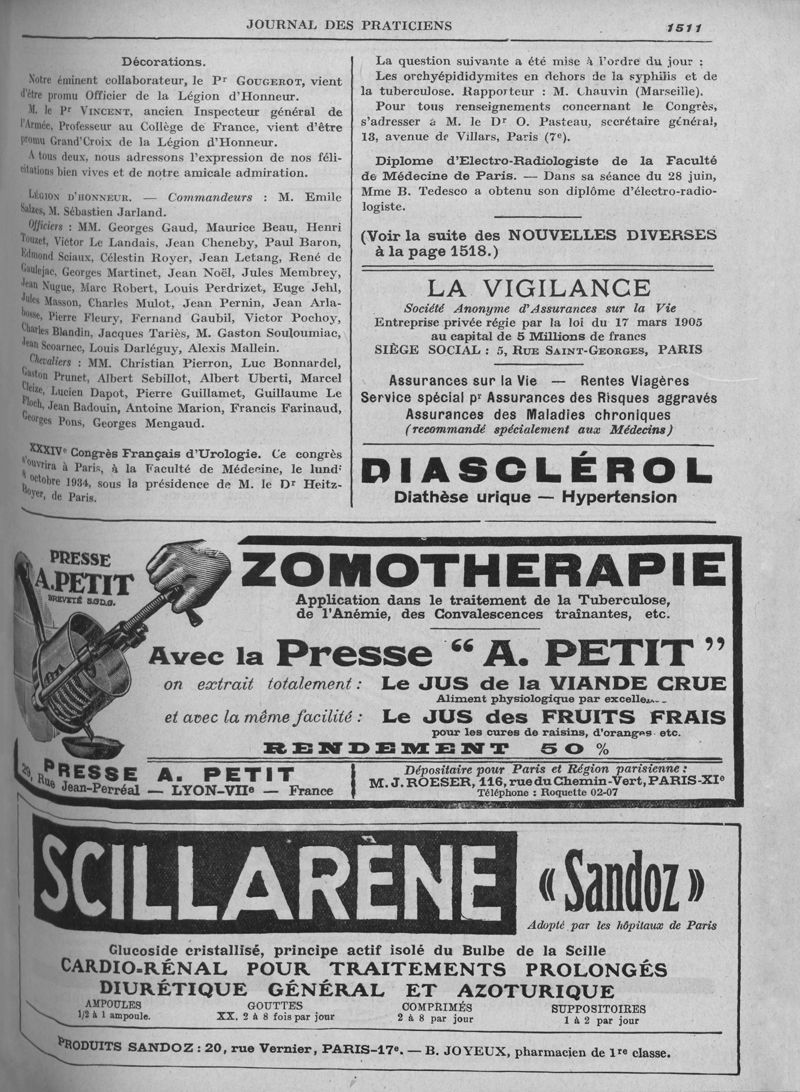 JOURNAL DES PRATICIENS 1511
Décorations.
Notre éminent collaborateur, le Pr GOUGEROT, vient
d'être promu Officier de la Légion d'Honneur.
M. le Pr VINCENT, ancien Inspecteur général de
l'Armée, Professeur au Collège de France, vient d'être
promu Grand'Croix de la Légion d'Honneur.
A tous deux, nous adressons l'expression de nos féli-
citations bien vives et de notre amicale admiration.
LÉGION D'HONNEUR. — Commandeurs : M. Emile
Salzes, M. Sébastien Jarland.
Officiers : MM. Georges Gaud, Maurice Beau, Henri
Touzet, Victor Le Landais, Jean Cheneby, Paul Baron,
Edmond Sciaux, Célestin Royer, Jean Letang, René de
Gaulejac, Georges Martinet, Jean Noël, Jules Membrey,
Jean Nugue, Marc Robert, Louis Perdrizet, Euge Jehl,
Jules Masson, Charles Mulot, Jean Pernin, Jean Arla-
bosse, Pierre Fleury, Fernand Gaubil, Victor Pochoy,
Charles Blandin, Jacques Tariès, M. Gaston Souloumiac,
Jean Scoarnec, Louis Darléguy, Alexis Mallein.
Chevaliers : MM. Christian Pierron, Luc Bonnardel,
Gaston Prunet, Albert Sebillot, Albert Uberti, Marcel
Cleize, Lucien Dapot, Pierre Guillamet, Guillaume Le
Floch, Jean Badouin, Antoine Marion, Francis Farinaud,
Georges Pons, Georges Mengaud.
XXXIVe Congrès Français d'Urologie. Ce congrès
s'ouvrira à Paris, à la Faculté de Médecine, le lundi
octobre 1934, sous la présidence de M. le Dr Heitz-
Boyer, de Paris.
La question suivante a été mise à l'ordre du jour :
Les orchyépididymites en dehors de la syphilis et de
la tuberculose. Rapporteur : M. Chauvin (Marseille).
Pour tous renseignements concernant le Congrès,
s'adresser à M. le Dr O. Pasteau, secrétaire général,
13, avenue de Villars, Paris (7e).
Diplome d'Electro-Radiologiste de la Faculté
de Médecine de Paris. — Dans sa séance du 28 juin,
Mme B. Tedesco a obtenu son diplôme d'électro-radio-
logiste.
(Voir la suite des NOUVELLES DIVERSES
à la page 1518.)
LA VIGILANCE
Société Anonyme d'Assurances sur la Vie
Entreprise privée régie par la loi du 17 mars 1905
au capital de 5 Millions de francs
SIÈGE SOCIAL : 5, RUE SAINT-GEORGES, PARIS
Assurances sur la Vie — Rentes Viagères
Service spécial pr Assurances des Risques aggravés
Assurances des Maladies chroniques
(recommandé spécialement aux Médecins)
DIASCLÉROL
Diathèse urique — Hypertension
PRESSE
A. PETIT
BREVETÉ S.G.D.G.
ZOMOTHERAPIE
Application dans le traitement de la Tuberculose,
de l'Anémie, des Convalescences traînantes, etc.
Avec la Presse “ A. PETIT ”
on extrait totalement : Le JUS de la VIANDE CRUE
Aliment physiologique par
et avec la même facilité : Le JUS des FRUITS FRAIS
pour les cures de raisins, d'oranges etc.
RENDEMENT 50 %
PRESSE A. PETIT
29, Rue Jean-Perréal — LYON-VIIe — France
Dépositaire pour Paris et Région parisienne :
M. J. ROESER, 116, rue du Chemin-Vert, PARIS-XIe
Téléphone : Roquette 02-07
SCILLARÈNE « Sandoz »
Adopté par les hôpitaux de Paris
Glucoside cristallisé, principe actif isolé du Bulbe de la Scille
CARDIO-RÉNAL POUR TRAITEMENTS PROLONGÉS
DIURÉTIQUE GÉNÉRAL ET AZOTURIQUE
AMPOULES GOUTTES COMPRIMÉS SUPPOSITOIRES
1/2 à 1 ampoule. XX. 2 à 8 fois par jour 2 à 8 par jour 1 à 2 par jour
PRODUITS SANDOZ : 20, rue Vernier, PARIS-17e. — B. JOYEUX, pharmacien de 1re classe.